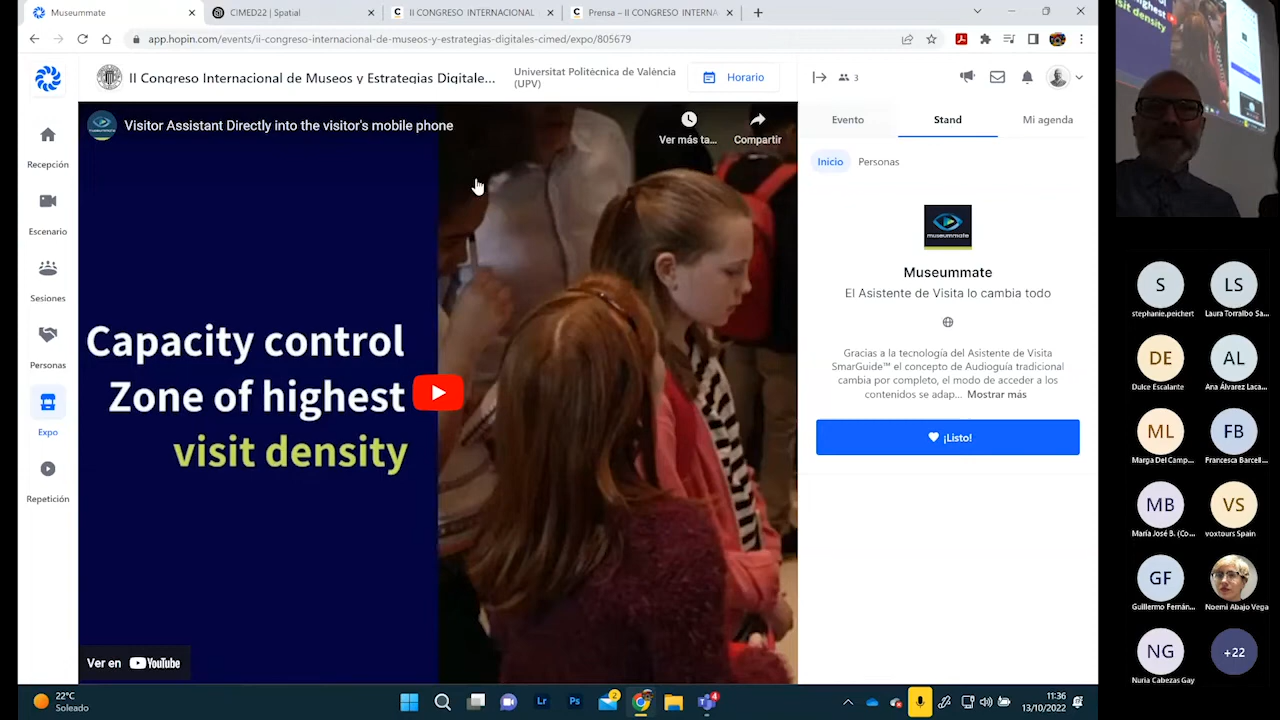 Museummate
CIMED22 | Spatial
II CONGRESO INTERNACIONAL
Prensa – II CONGRESO INTERNA
app.hopin.com/events/ii-congreso-internacional-de-museos-y-estrategias-digitales-cimed/expo/805679
II Congreso Internacional de Museos y Estrategias Digitale...
Universitat Politècnica de València
(UPV)
Horario
3
Recepción
Escenario
Sesiones
Personas
Expo
Repetición
Visitor Assistant Directly into the visitor's mobile phone
Ver más ta...
Compartir
Capacity control
Zone of highest
visit density
Ver en YouTube
Evento
Stand
Mi agenda
Inicio
Personas
museummate
Museummate
El Asistente de Visita lo cambia todo
Gracias a la tecnología del Asistente de Visita
SmarGuide™ el concepto de Audioguía tradicional
cambia por completo, el modo de acceder a los
contenidos se adap... Mostrar más
¡Listo!
highest
density
S
stephanie.peichert
LS
Laura Torralbo Sa...
DE
Dulce Escalante
AL
Ana Álvarez Laca...
ML
Marga Del Camp...
FB
Francesca Barcell...
MB
María José B. (Co...
VS
voxtours Spain
GF
Guillermo Fernán...
Noemi Abajo Vega
NG
Nuria Cabezas Gay
+22
22°C
Soleado
Lr
Ps
2
4
11:36
13/10/2022